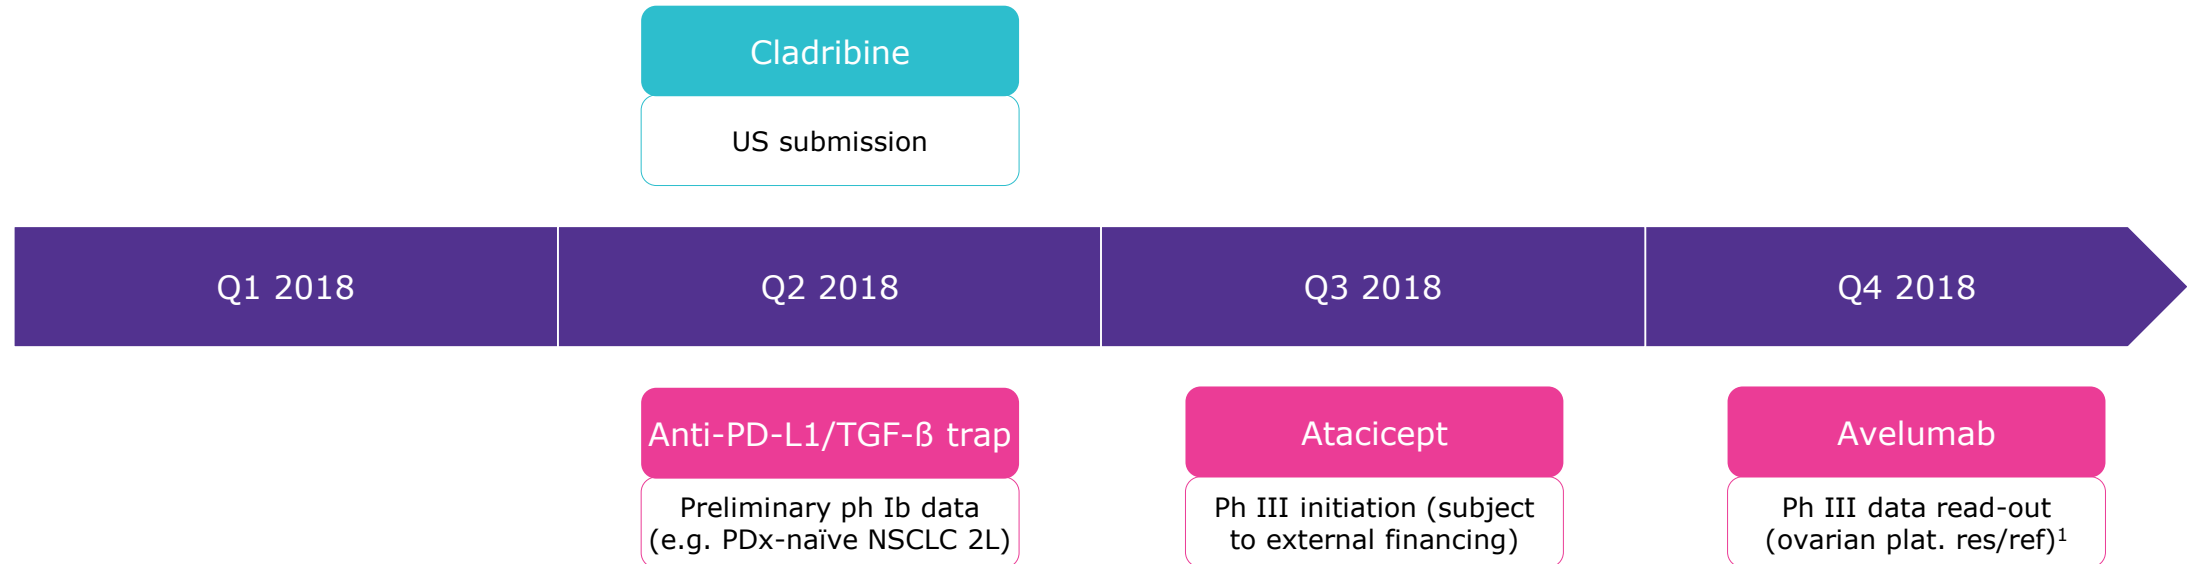 Cladribine
US submission
Q1 2018
Q2 2018
Q3 2018
Q4 2018
Anti-PD-L1/TGF-ß trap
Preliminary ph Ib data
(e.g. PDx-naïve NSCLC 2L)
Atacicept
Ph III initiation (subject
to external financing)
Avelumab
Ph III data read-out
(ovarian plat. res/ref)¹